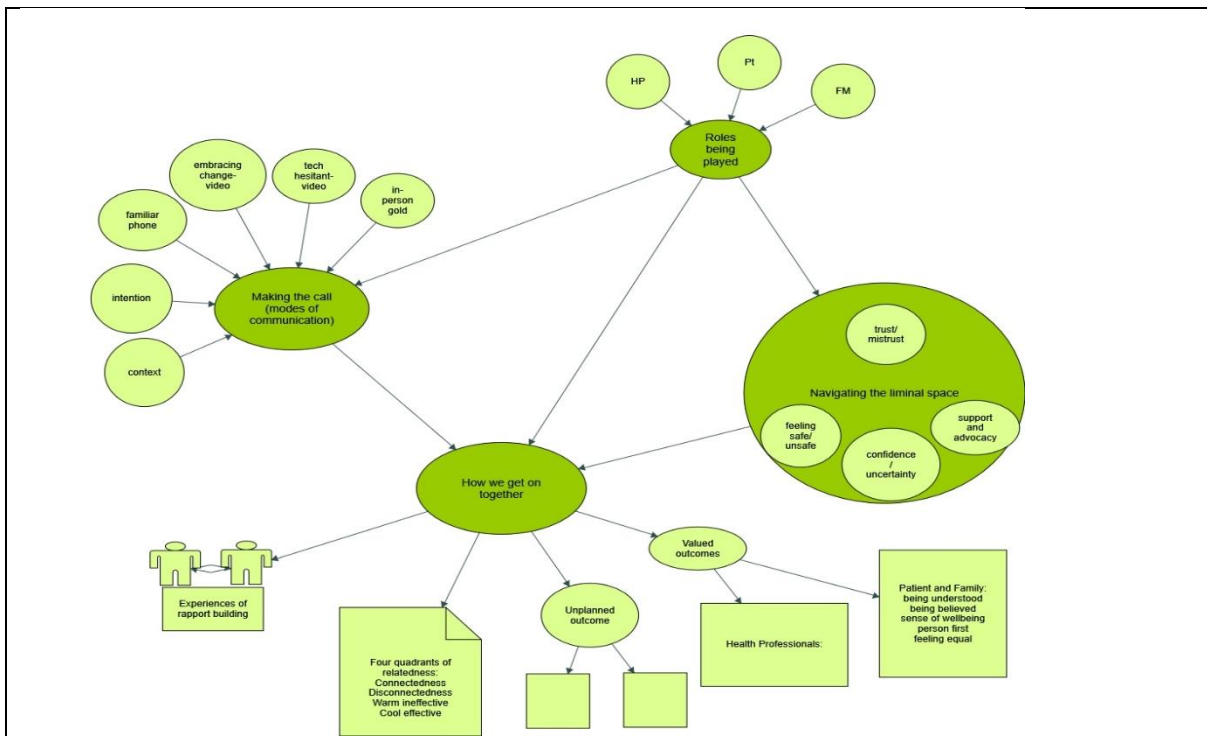 HP
Pt
FM
Roles
being
played
embracing
change-
video
tech
hesitant-
video
in-
person
gold
familiar
phone
intention
context
Making the call
(modes of
communication)
trust/
mistrust
Navigating the liminal space
feeling
safe/
unsafe
confidence
/
uncertainty
support
and
advocacy
How we get on
together
Experiences of
rapport building
Four quadrants of
relatedness:
Connectedness
Disconnectedness
Warm ineffective
Cool effective
Unplanned
outcome
Valued
outcomes
Health Professionals:
Patient and Family:
being understood
being believed
sense of wellbeing
person first
feeling equal